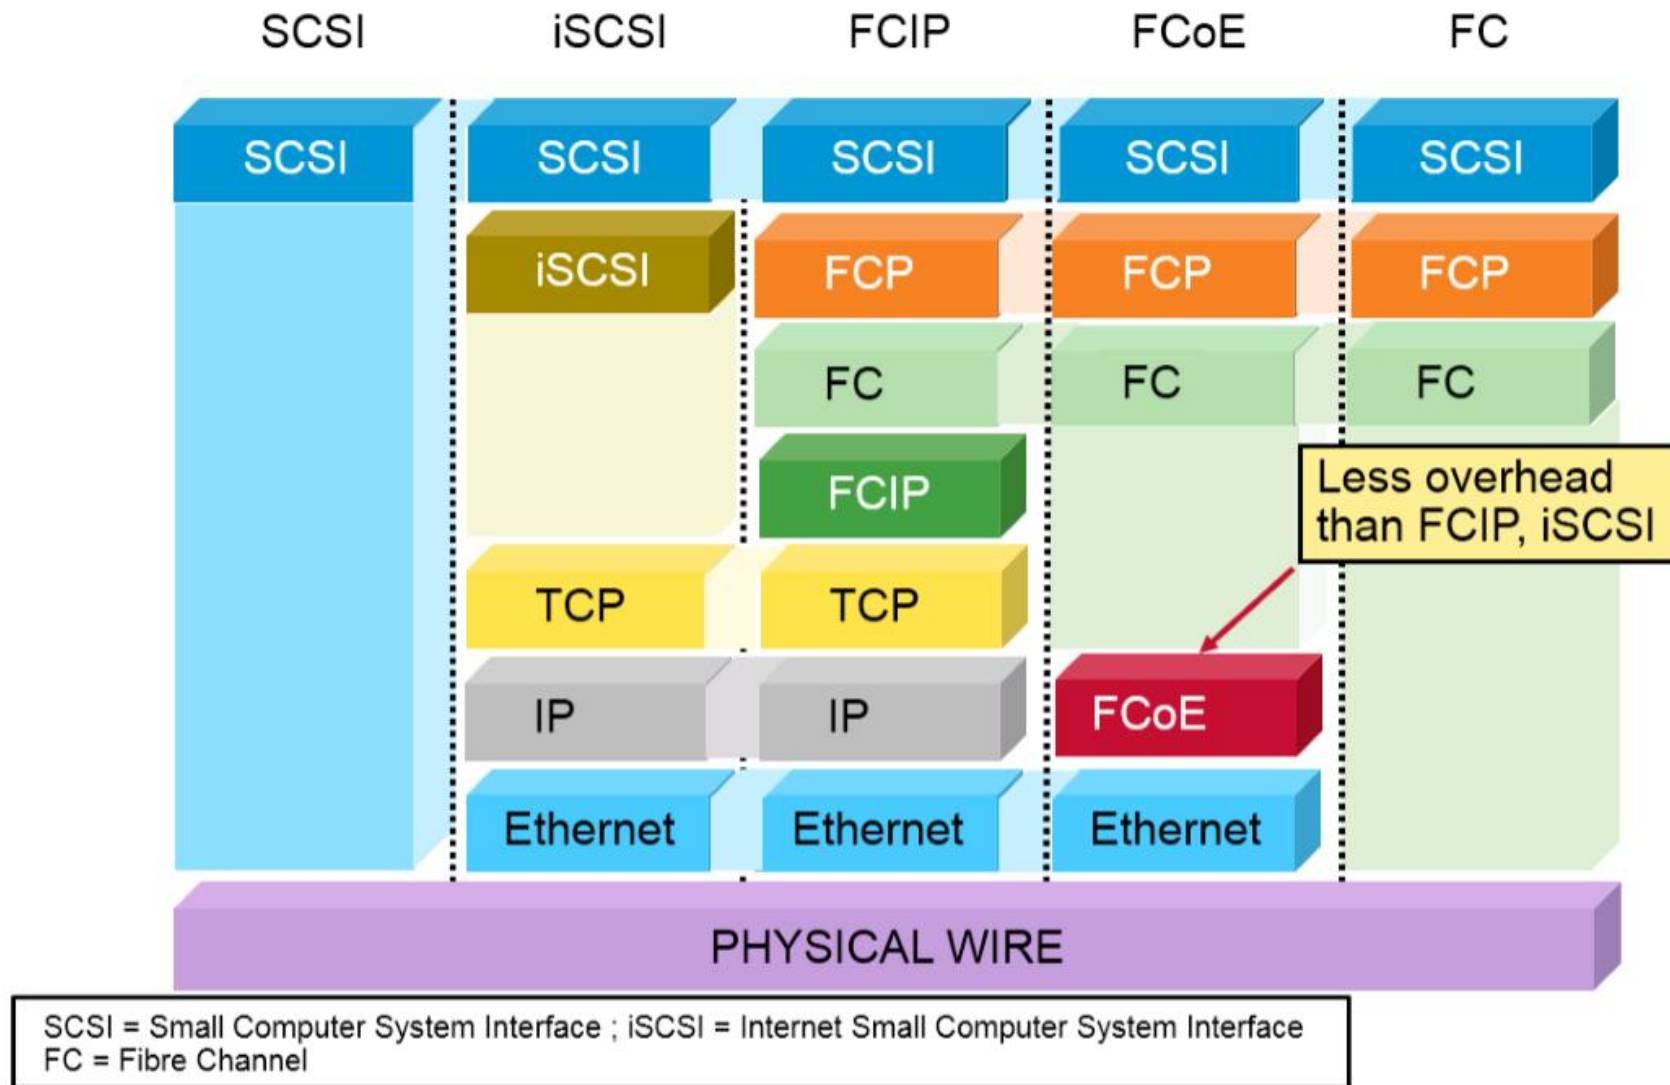 SCSI iSCSI FCIP FCoE FC
SCSI SCSI SCSI SCSI SCSI
iSCSI FCP FCP FCP
FC FC FC
FCIP
Less overhead
than FCIP, iSCSI
TCP TCP
IP IP FCoE
Ethernet Ethernet Ethernet
PHYSICAL WIRE
SCSI = Small Computer System Interface ; iSCSI = Internet Small Computer System Interface
FC = Fibre Channel